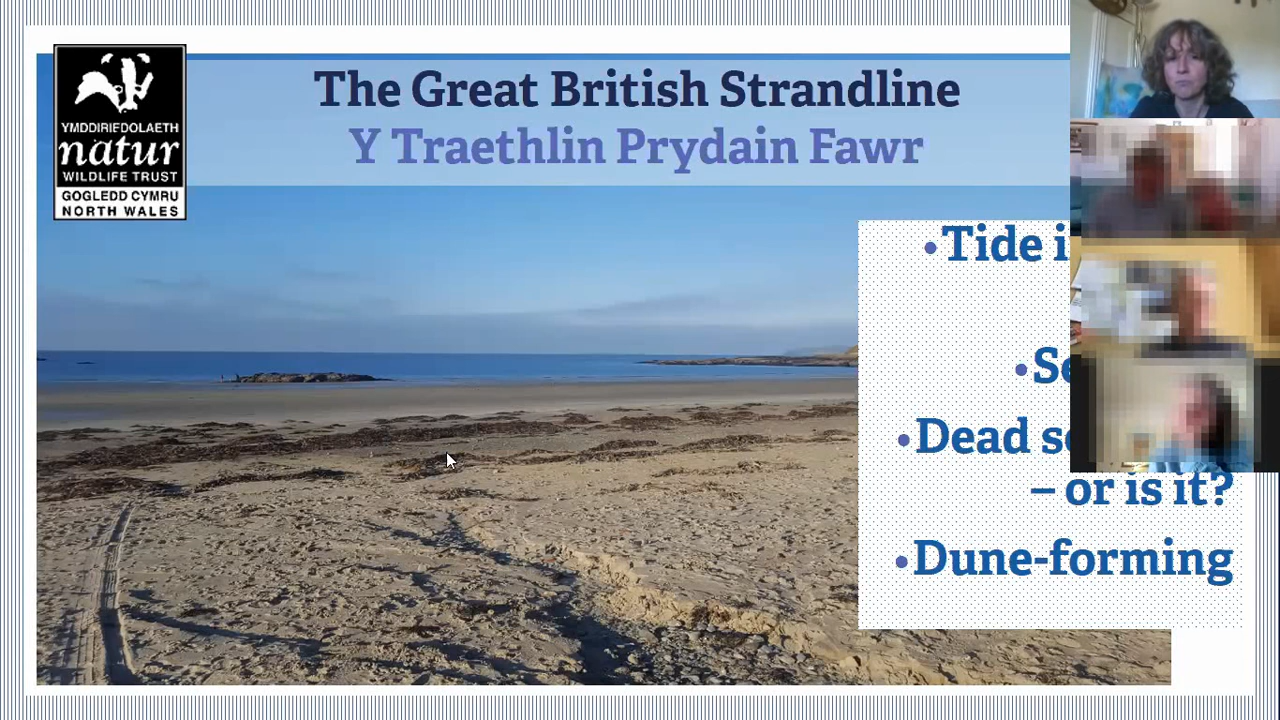 The Great British Strandline
Y Traethlin Prydain Fawr
YMDDIRIEDOLAETH
natur
WILDLIFE TRUST
GOGLEDD CYMRU
NORTH WALES
•Tide
•
•Dead
– or is it?
•Dune-forming